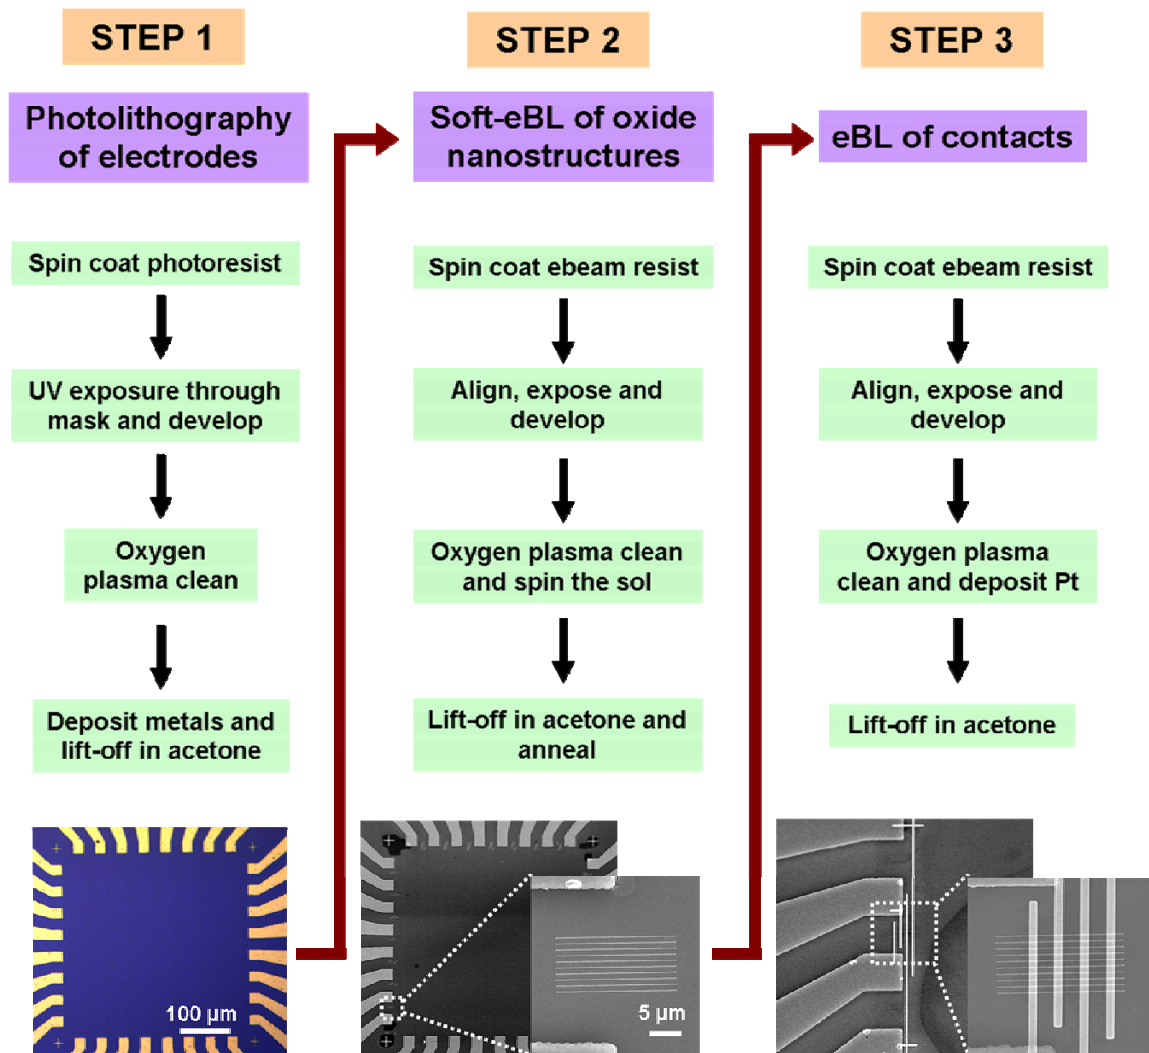 STEP 1
Photolithography
of electrodes
Spin coat photoresist
UV exposure through
mask and develop
Oxygen
plasma clean
Deposit metals and
lift-off in acetone
100 µm
STEP 2
Soft-eBL of oxide
nanostructures
Spin coat ebeam resist
Align, expose and
develop
Oxygen plasma clean
and spin the sol
Lift-off in acetone and
anneal
5 µm
STEP 3
eBL of contacts
Spin coat ebeam resist
Align, expose and
develop
Oxygen plasma
clean and deposit Pt
Lift-off in acetone